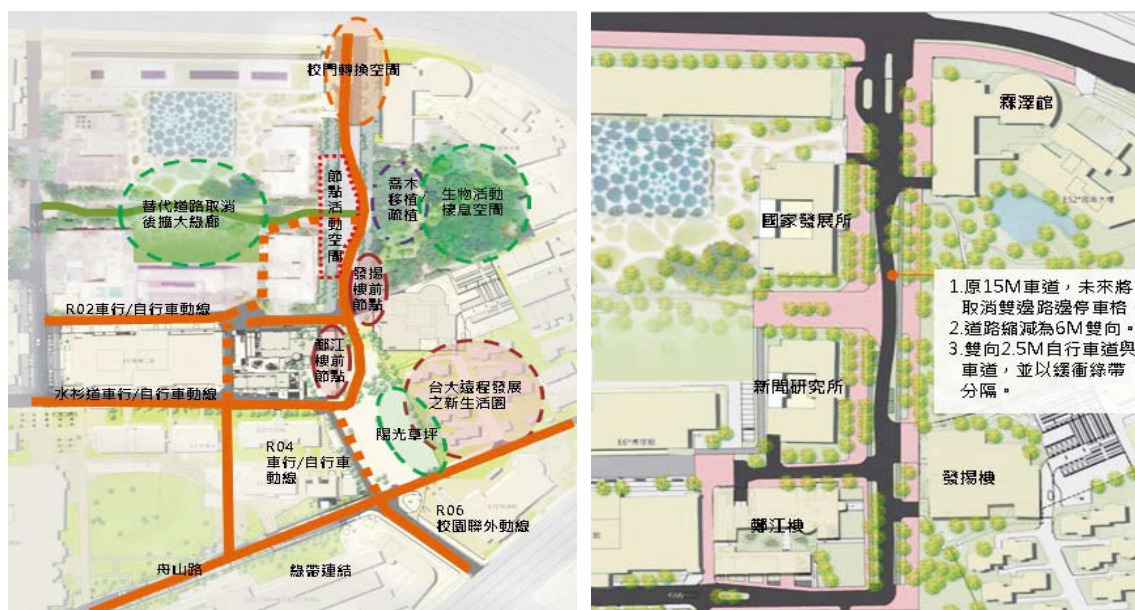 校門轉換空間
節點活動空間
喬木
移植/
疏植
生物活動
棲息空間
替代道路取消
後擴大綠廊
發揚
樓前
節點
R02車行/自行車動線
鄭江
樓前
節點
水杉道車行/自行車動線
台大遠程發展
之新生活圈
陽光草坪
R04
車行/自行車
動線
R06
校園聯外動線
舟山路
綠帶連結
霖澤館
國家發展所
1.原15M車道，未來將
取消雙邊路邊停車格
2.道路縮減為6M雙向。
3.雙向2.5M自行車道與
車道，並以緩衝綠帶
分隔。
新聞研究所
發揚樓
鄭江樓